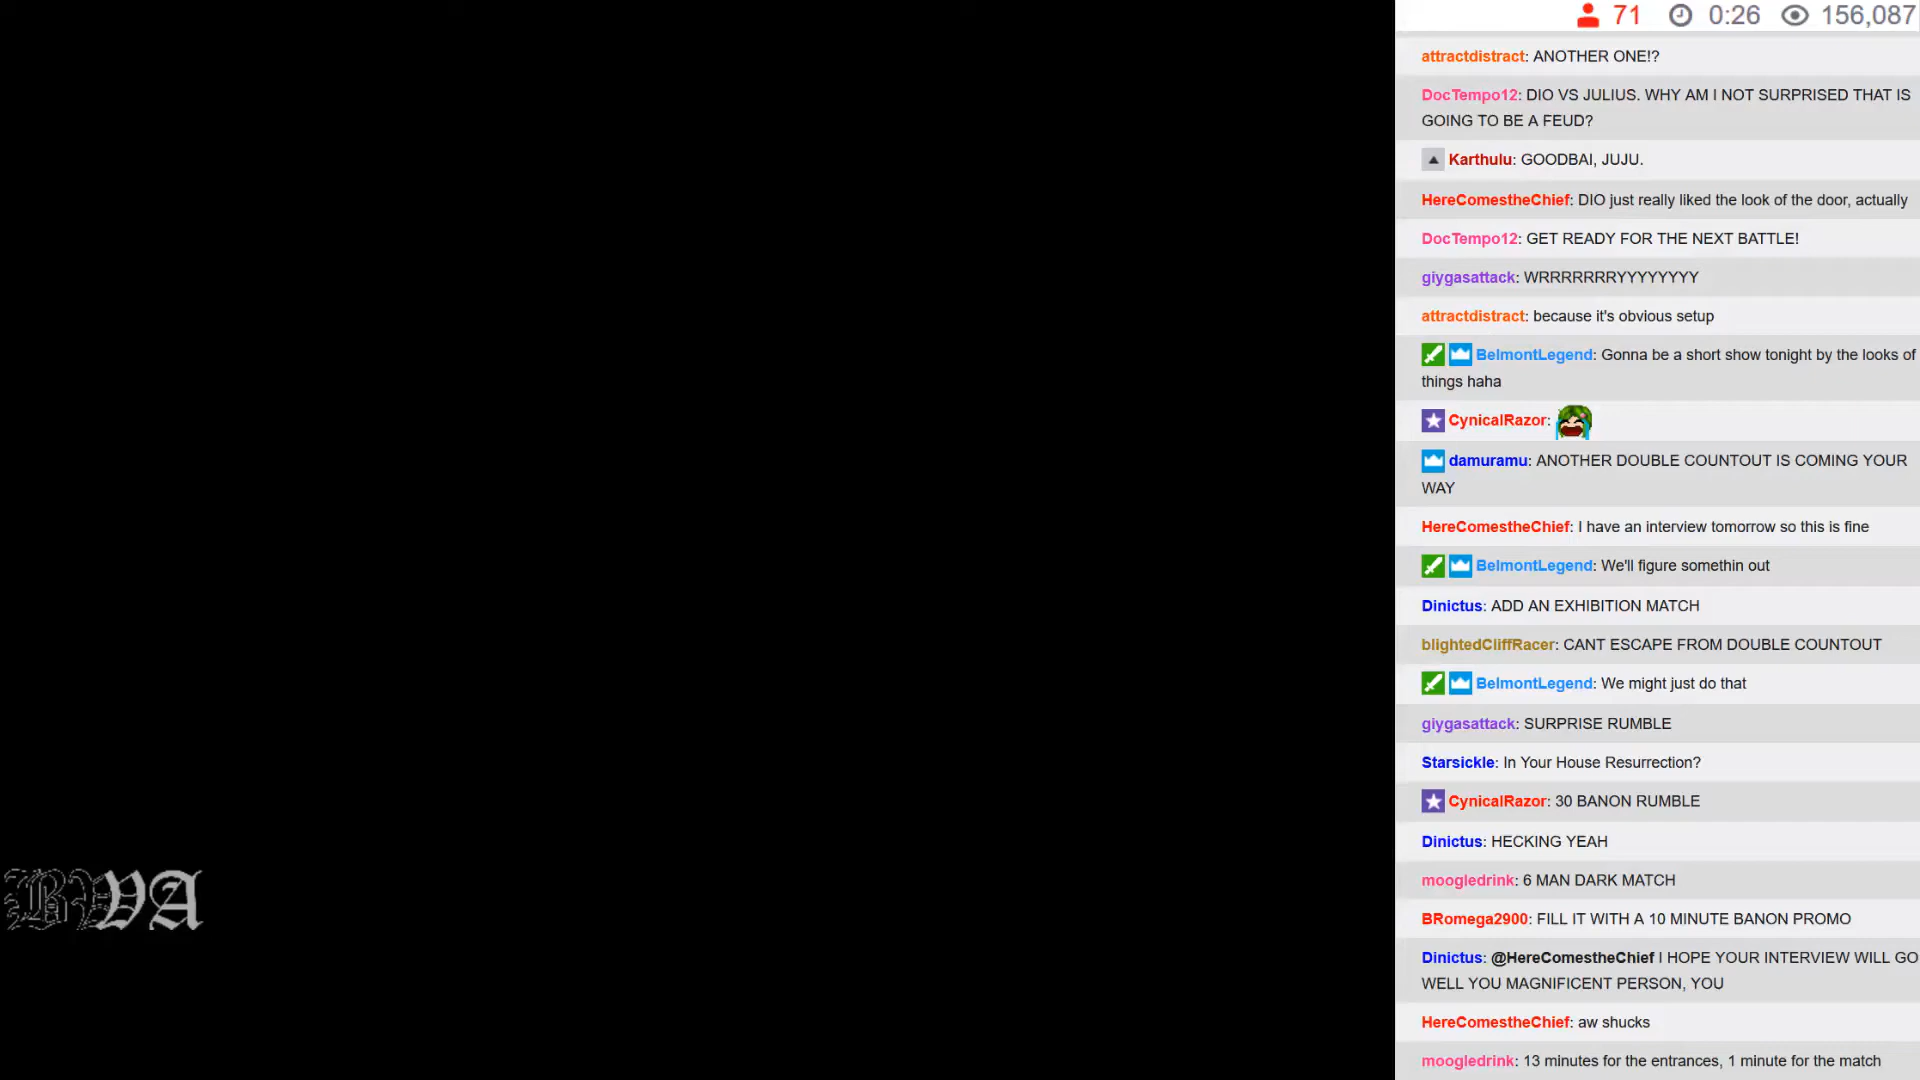 71 0:26 156,087
attractdistract: ANOTHER ONE!?
DocTempo12: DIO VS JULIUS. WHY AM I NOT SURPRISED THAT IS
GOING TO BE A FEUD?
Karthulu: GOODBAI, JUJU.
HereComestheChief: DIO just really liked the look of the door, actually
DocTempo12: GET READY FOR THE NEXT BATTLE!
giygasattack: WRRRRRRRYYYYYYYY
attractdistract: because it's obvious setup
BelmontLegend: Gonna be a short show tonight by the looks of
things haha
CynicalRazor:
damuramu: ANOTHER DOUBLE COUNTOUT IS COMING YOUR
WAY
HereComestheChief: I have an interview tomorrow so this is fine
BelmontLegend: We'll figure somethin out
Dinictus: ADD AN EXHIBITION MATCH
blightedCliffRacer: CANT ESCAPE FROM DOUBLE COUNTOUT
BelmontLegend: We might just do that
giygasattack: SURPRISE RUMBLE
Starsickle: In Your House Resurrection?
CynicalRazor: 30 BANON RUMBLE
Dinictus: HECKING YEAH
moogledrink: 6 MAN DARK MATCH
BRomega2900: FILL IT WITH A 10 MINUTE BANON PROMO
Dinictus: @HereComestheChief I HOPE YOUR INTERVIEW WILL GO
WELL YOU MAGNIFICENT PERSON, YOU
HereComestheChief: aw shucks
moogledrink: 13 minutes for the entrances, 1 minute for the match
BVA